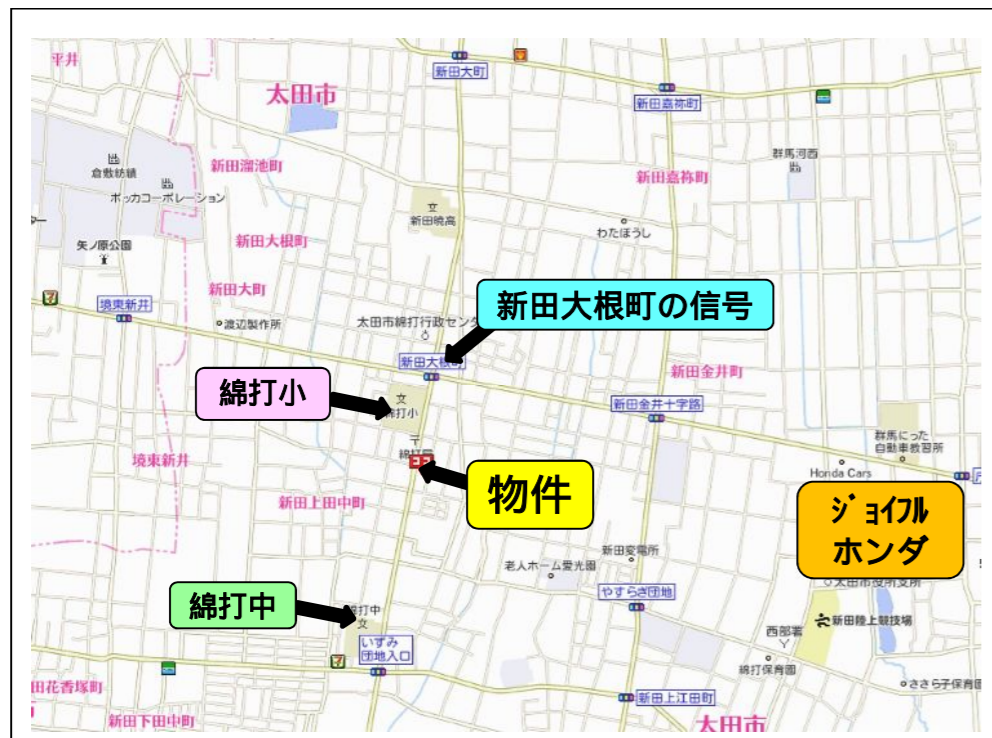 平井
新田大町
太田市
新田嘉祢町
倉敷紡績
新田溜池町
新田嘉祢町
群馬河西
ポッカコーポレーション
文
新田暁高
わたぼうし
矢ノ原公園
新田大根町
新田大町
境東新井
新田大根町の信号
渡辺製作所
太田市綿打行政センタ
新田大根町
新田金井町
綿打小
文
綿打小
新田金井十字路
〒
群馬にった
自動車教習所
境東新井
物件
Honda Cars
新田上田中町
ジョイフル
ホンダ
新田変電所
老人ホーム愛光園
太田市役所支所
やすらぎ団地
綿打中
綿打中
文
新田陸上競技場
西部署
いずみ
団地入口
綿打保育園
田花香塚町
ささら子保育園
新田上江田町
新田下田中町
太田市